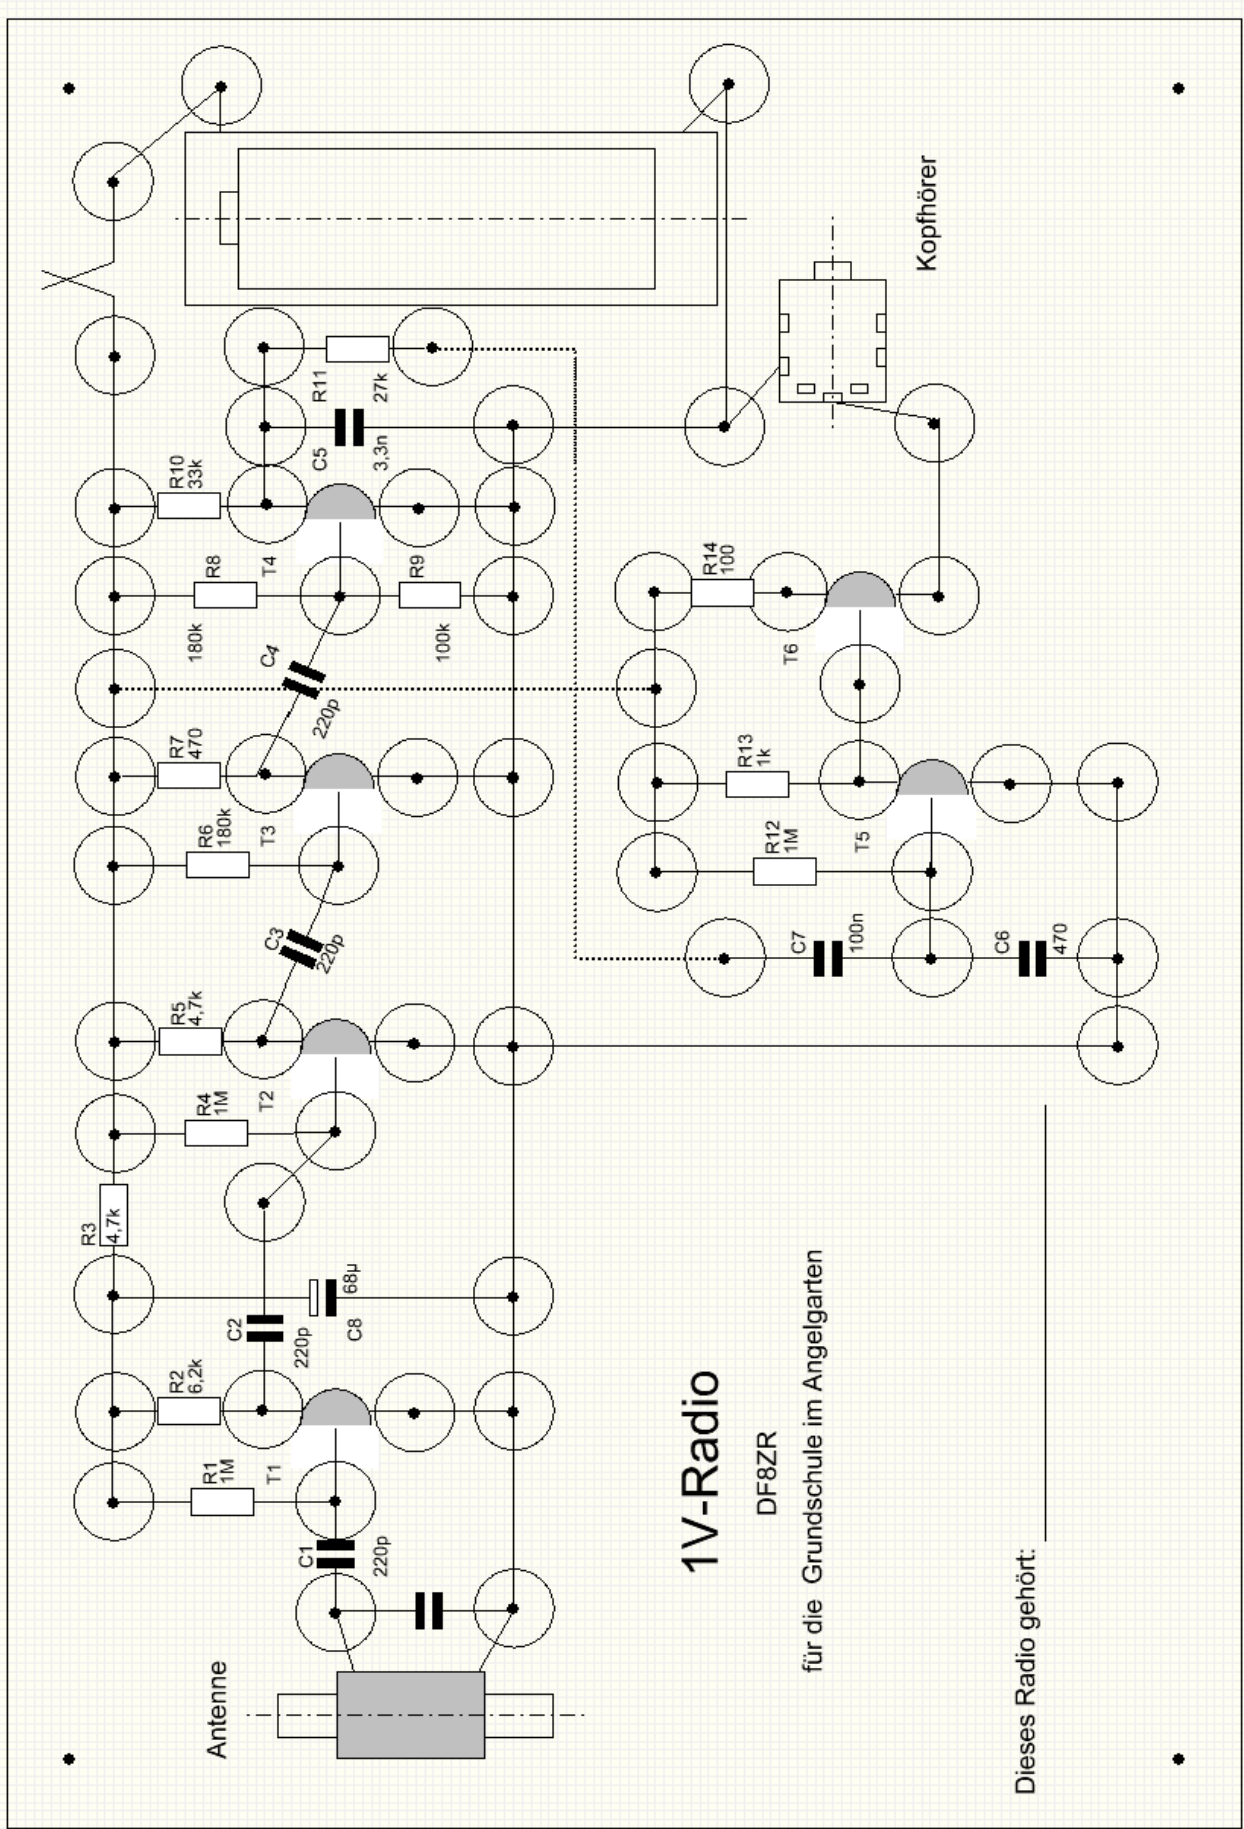 Antenne
C1
220p
R1
1M
T1
R2
6,2k
C2
220p
C8
68µ
R3
4,7k
R4
1M
T2
R5
4,7k
C3
220p
R6
180k
T3
R7
470
C4
220p
R8
180k
R9
100k
T4
R10
33k
C5
3,3n
R11
27k
C7
100n
C6
470
R12
1M
T5
R13
1k
T6
R14
100
Kopfhörer
1V-Radio
DF8ZR
für die Grundschule im Angelgarten
Dieses Radio gehört: